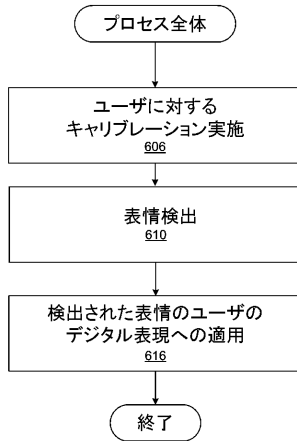 プロセス全体
ユーザに対する
キャリブレーション実施
606
表情検出
610
検出された表情のユーザの
デジタル表現への適用
616
終了